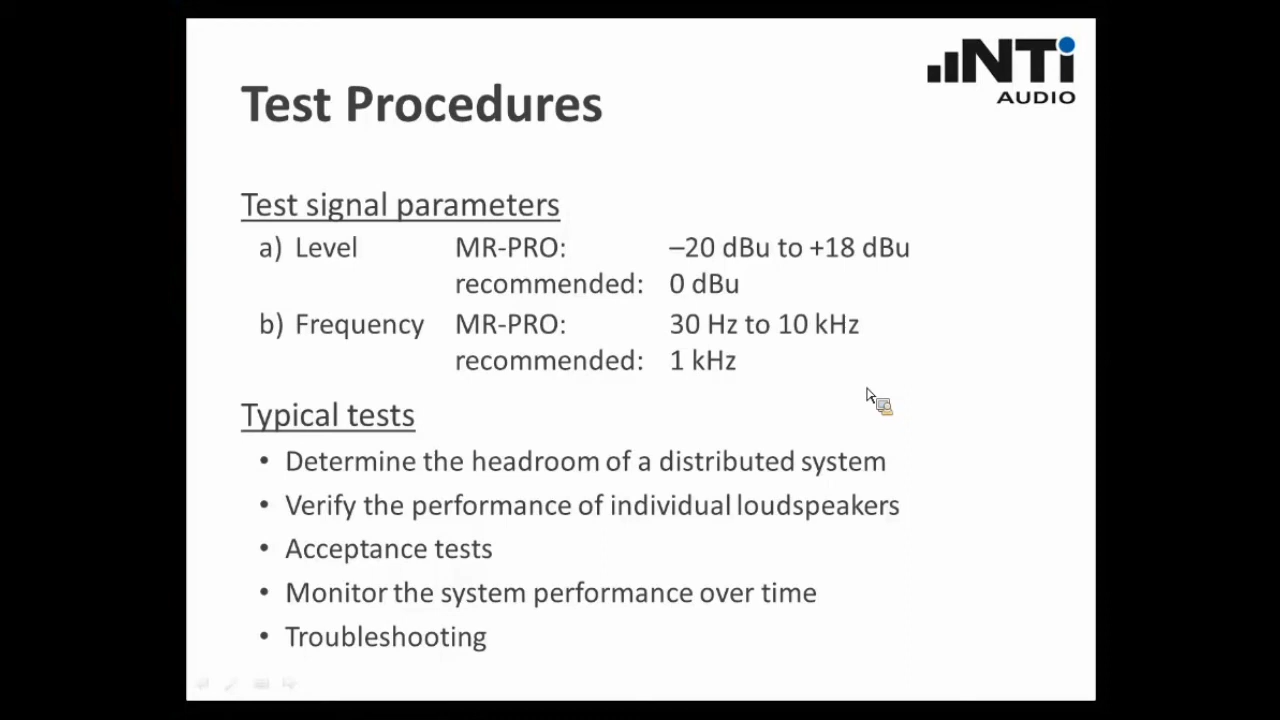 NTi
AUDIO
Test Procedures
Test signal parameters
a) Level MR-PRO: –20 dBu to +18 dBu
recommended: 0 dBu
b) Frequency MR-PRO: 30 Hz to 10 kHz
recommended: 1 kHz
Typical tests
• Determine the headroom of a distributed system
• Verify the performance of individual loudspeakers
• Acceptance tests
• Monitor the system performance over time
• Troubleshooting